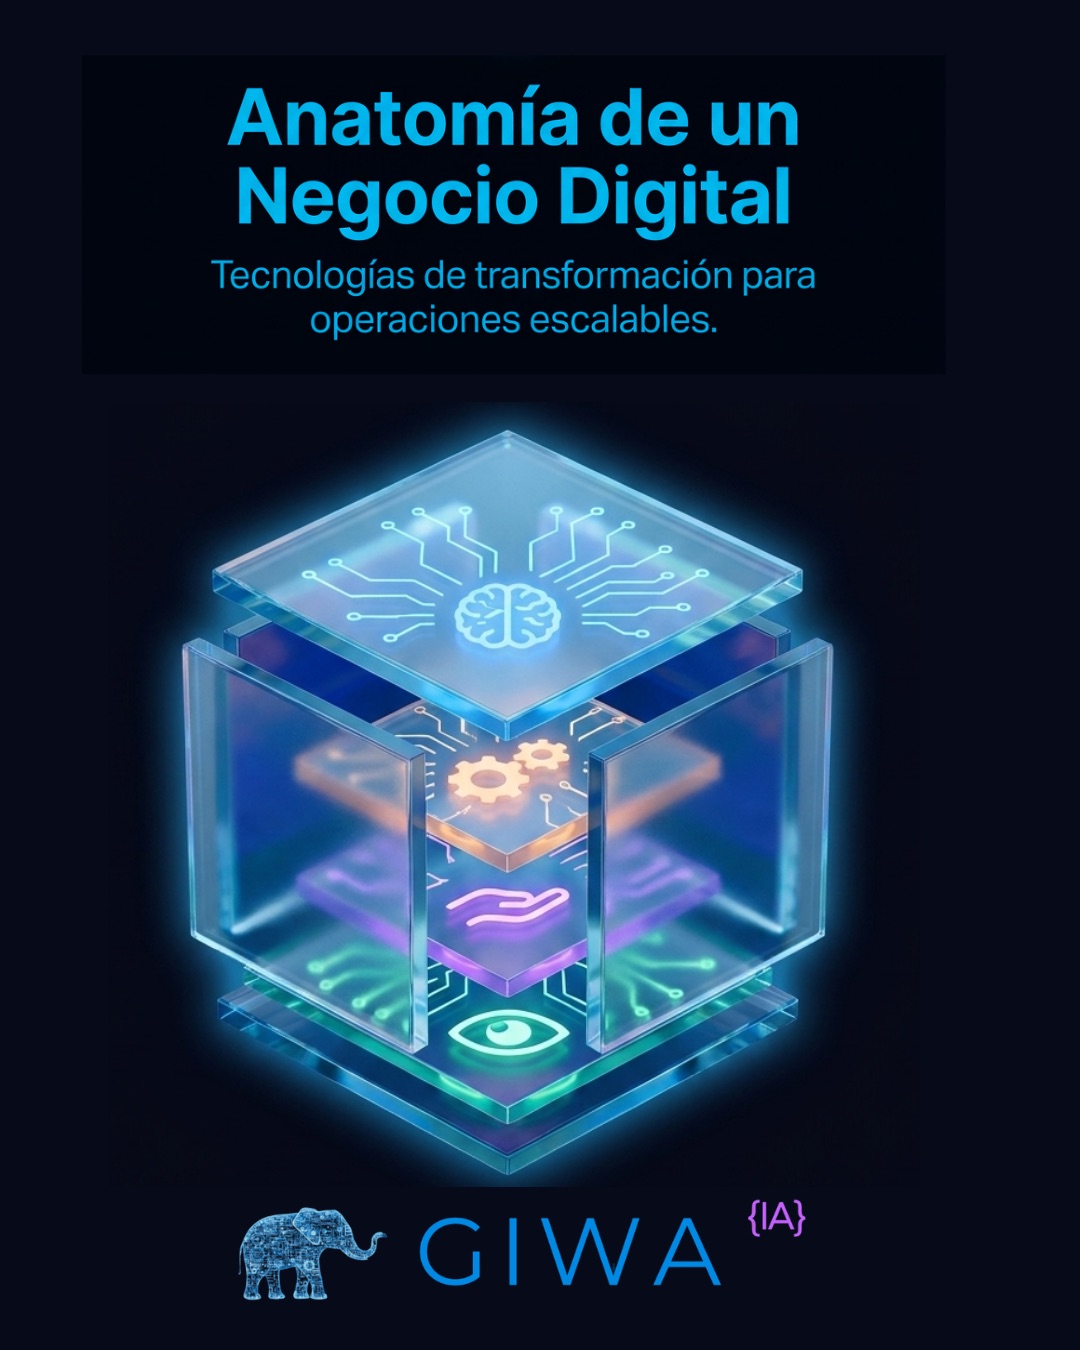 Anatomía de un
Negocio Digital
Tecnologías de transformación para
operaciones escalables.
GIWA {IA}